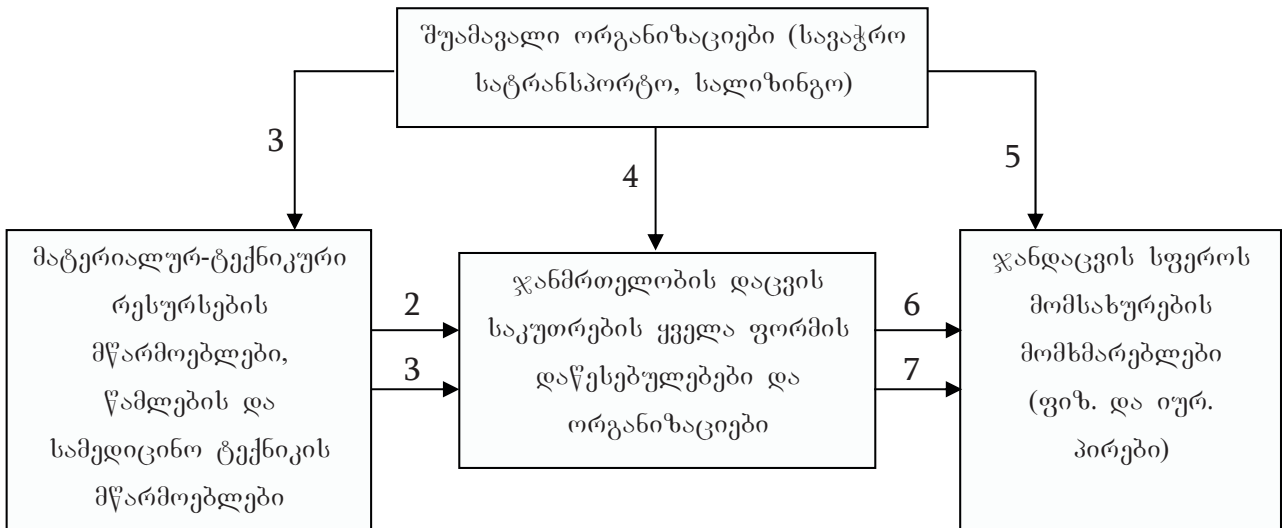 შუამავალი ორგანიზაციები (სავაჭრო
სატრანსპორტო, სალიზინგო)
3
4
5
მატერიალურ-ტექნიკური
რესურსების
მწარმოებლები,
წამლების და
სამედიცინო ტექნიკის
მწარმოებლები
2
3
ჯანმრთელობის დაცვის
საკუთრების ყველა ფორმის
დაწესებულებები და
ორგანიზაციები
6
7
ჯანდაცვის სფეროს
მომსახურების
მომხმარებლები
(ფიზ. და იურ.
პირები)